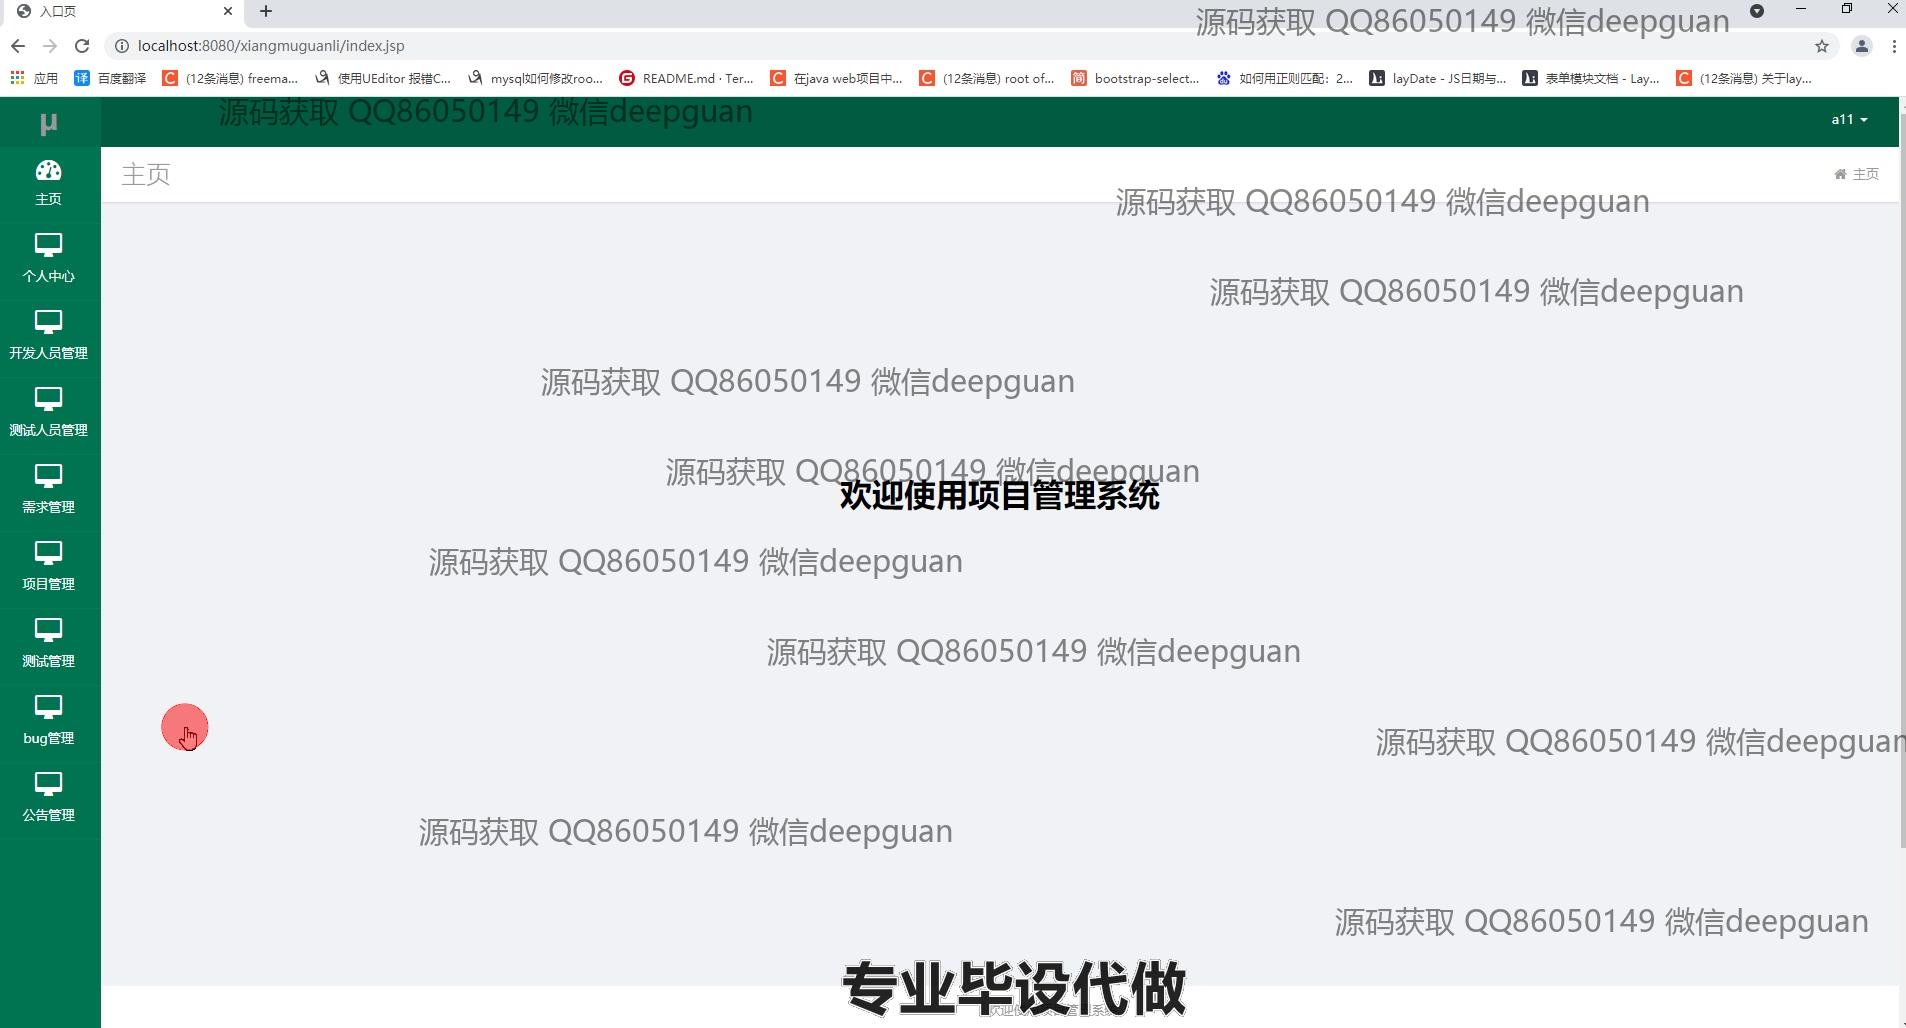 入口页
源码获取 QQ86050149 微信deepguan
localhost:8080/xiangmuguanli/index.jsp
应用 百度翻译 (12条消息) freema... 使用UEditor 报错C... mysql如何修改roo... README.md · Ter... 在java web项目中... (12条消息) root of... bootstrap-select... 如何用正则匹配：2... layDate - JS日期与... 表单模块文档 - Lay... (12条消息) 关于lay...
源码获取 QQ86050149 微信deepguan
μ
a11
主页
主页
主页
源码获取 QQ86050149 微信deepguan
个人中心
源码获取 QQ86050149 微信deepguan
开发人员管理
源码获取 QQ86050149 微信deepguan
测试人员管理
源码获取 QQ86050149 微信deepguan
欢迎使用项目管理系统
需求管理
源码获取 QQ86050149 微信deepguan
项目管理
源码获取 QQ86050149 微信deepguan
测试管理
源码获取 QQ86050149 微信deepguan
bug管理
公告管理
源码获取 QQ86050149 微信deepguan
源码获取 QQ86050149 微信deepguan
专业毕设代做